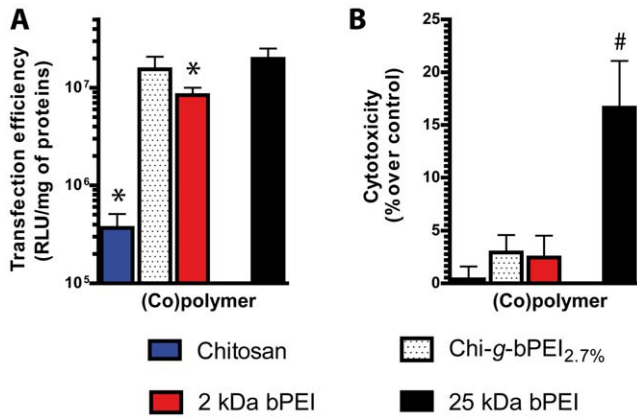 A
Transfection efficiency
(RLU/mg of proteins)
10⁷
10⁶
10⁵
*
*
(Co)polymer
B
Cytotoxicity
(% over control)
25
20
15
10
5
0
#
(Co)polymer
Chitosan
Chi-g-bPEI2.7%
2 kDa bPEI
25 kDa bPEI